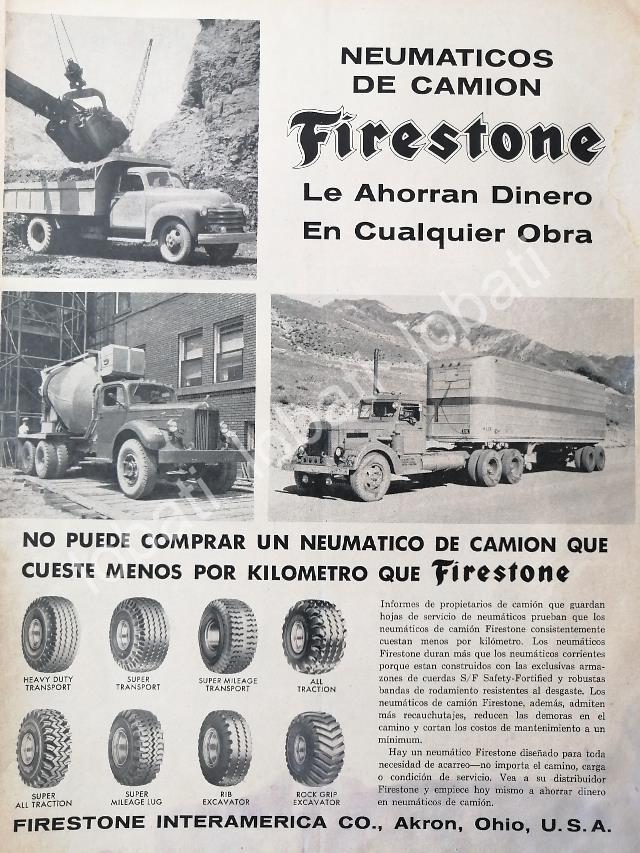 NEUMATICOS
DE CAMION
Firestone
Le Ahorran Dinero
En Cualquier Obra
NO PUEDE COMPRAR UN NEUMATICO DE CAMION QUE
CUESTE MENOS POR KILOMETRO QUE Firestone
HEAVY DUTY
TRANSPORT
SUPER
TRANSPORT
SUPER MILEAGE
TRANSPORT
ALL
TRACTION
SUPER
ALL TRACTION
SUPER
MILEAGE LUG
RIB
EXCAVATOR
ROCK GRIP
EXCAVATOR
Informes de propietarios de camión que guardan
hojas de servicio de neumáticos prueban que los
neumáticos de camión Firestone consistentemente
cuestan menos por kilómetro. Los neumáticos
Firestone duran más que los neumáticos corrientes
porque estan construidos con las exclusivas arma-
zones de cuerdas S/F Safety-Fortified y robustas
bandas de rodamiento resistentes al desgaste. Los
neumáticos de camión Firestone, además, admiten
más recauchutajes, reducen las demoras en el
camino y cortan los costos de mantenimiento a un
mínimum.
Hay un neumático Firestone diseñado para toda
necesidad de acarreo—no importa el camino, carga
o condición de servicio. Vea a su distribuidor
Firestone y empiece hoy mismo a ahorrar dinero
en neumáticos de camión.
FIRESTONE INTERAMERICA CO., Akron, Ohio, U.S.A.
lobati lobati lobati lobati lobati